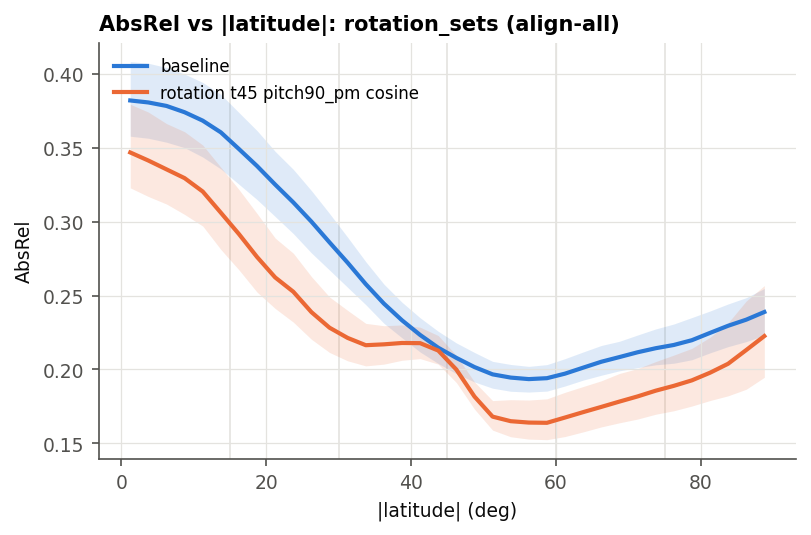 AbsRel vs |latitude|: rotation_sets (align-all)
baseline
rotation t45 pitch90_pm cosine
0.40
0.35
0.30
0.25
0.20
0.15
AbsRel
0 20 40 60 80
|latitude| (deg)